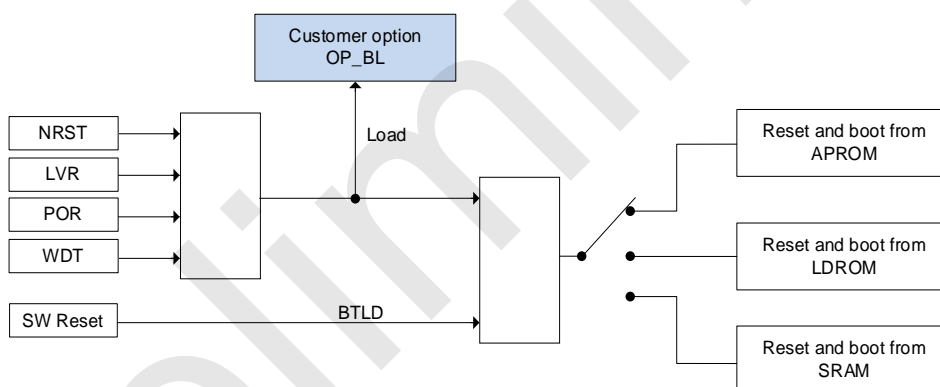 Customer option
OP_BL
NRST
LVR
POR
WDT
SW Reset
Load
BTLD
Reset and boot from
APROM
Reset and boot from
LDROM
Reset and boot from
SRAM